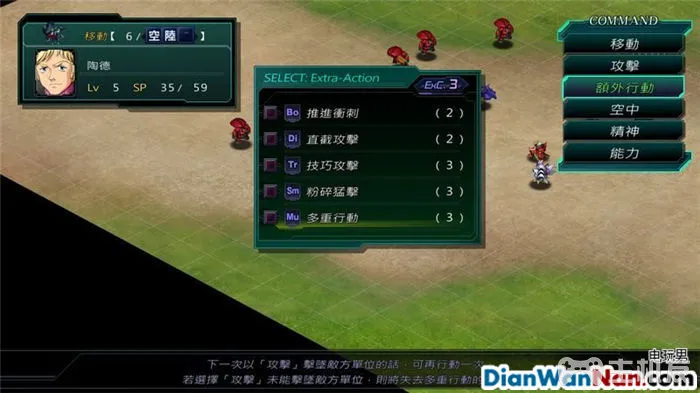 移動【 6/ 空陸 】
陶德
Lv 5 SP 35/ 59
SELECT: Extra-Action
ExC 3
Bo 推進衝刺 ( 2 )
Di 直截攻擊 ( 2 )
Tr 技巧攻擊 ( 3 )
Sm 粉碎猛擊 ( 3 )
Mu 多重行動 ( 3 )
COMMAND
移動
攻擊
額外行動
空中
精神
能力
下一次以「攻擊」擊墜敵方單位的話，可再行動一次
若選擇「攻擊」未能擊墜敵方單位，則將失去多重行動的
电玩男
DianWanNan.com